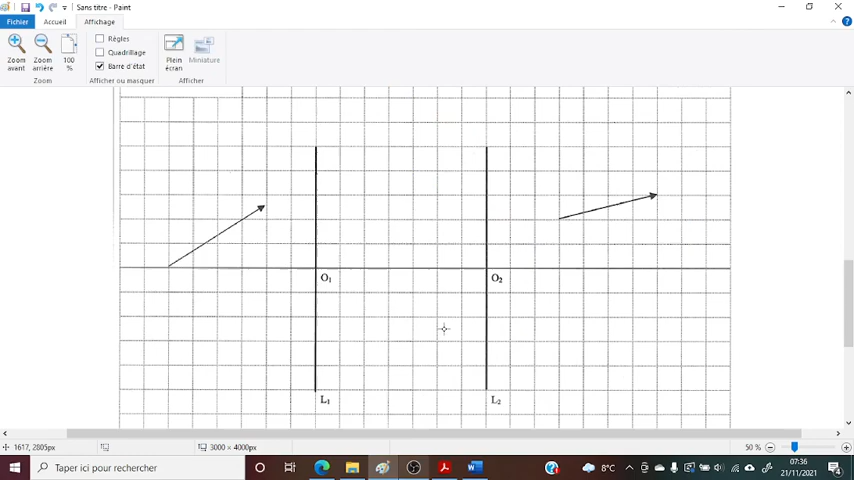 Sans titre - Paint
Fichier Accueil Affichage
Zoom avant
Zoom arrière
100 %
Règles
Quadrillage
Barre d'état
Plein écran
Miniature
Zoom
Afficher ou masquer
Afficher
O₁
O₂
L₁
L₂
1617, 2805px
3000 × 4000px
50 %
Taper ici pour rechercher
8°C
07:36
21/11/2021
4